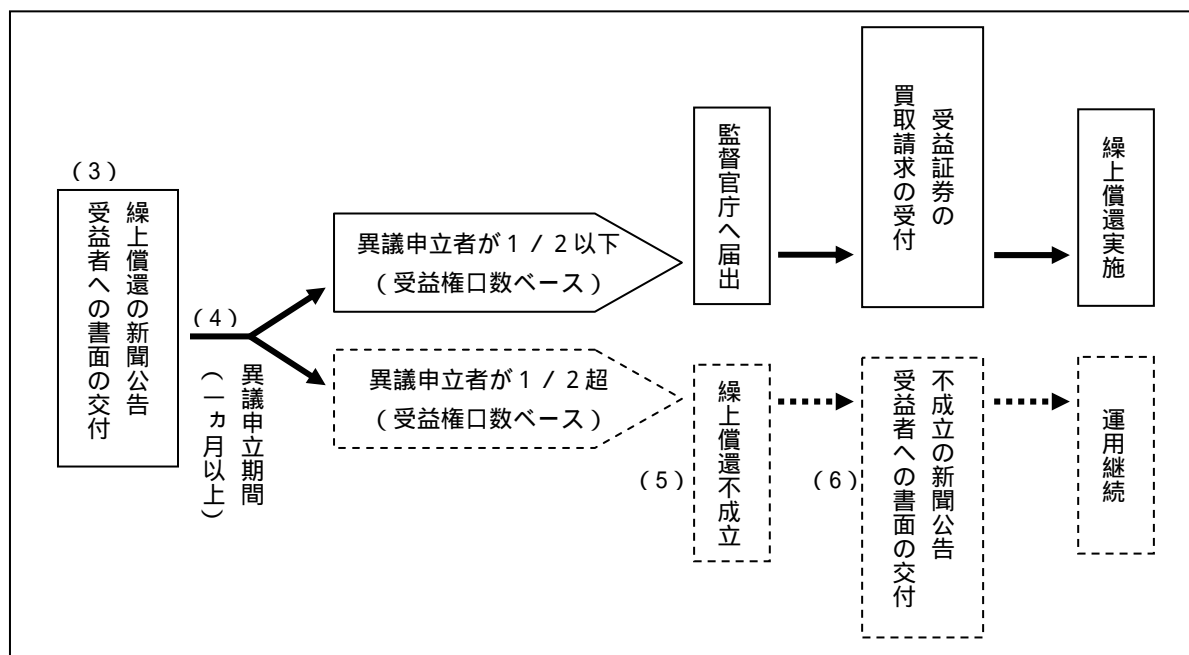 (3)
繰上償還の新聞公告
受益者への書面の交付
(4)
異議申立期間
(一ヵ月以上)
異議申立者が1/2以下
(受益権口数ベース)
監督官庁へ届出
受益証券の
買取請求の受付
繰上償還実施
異議申立者が1/2超
(受益権口数ベース)
(5)
繰上償還不成立
(6)
不成立の新聞公告
受益者への書面の交付
運用継続